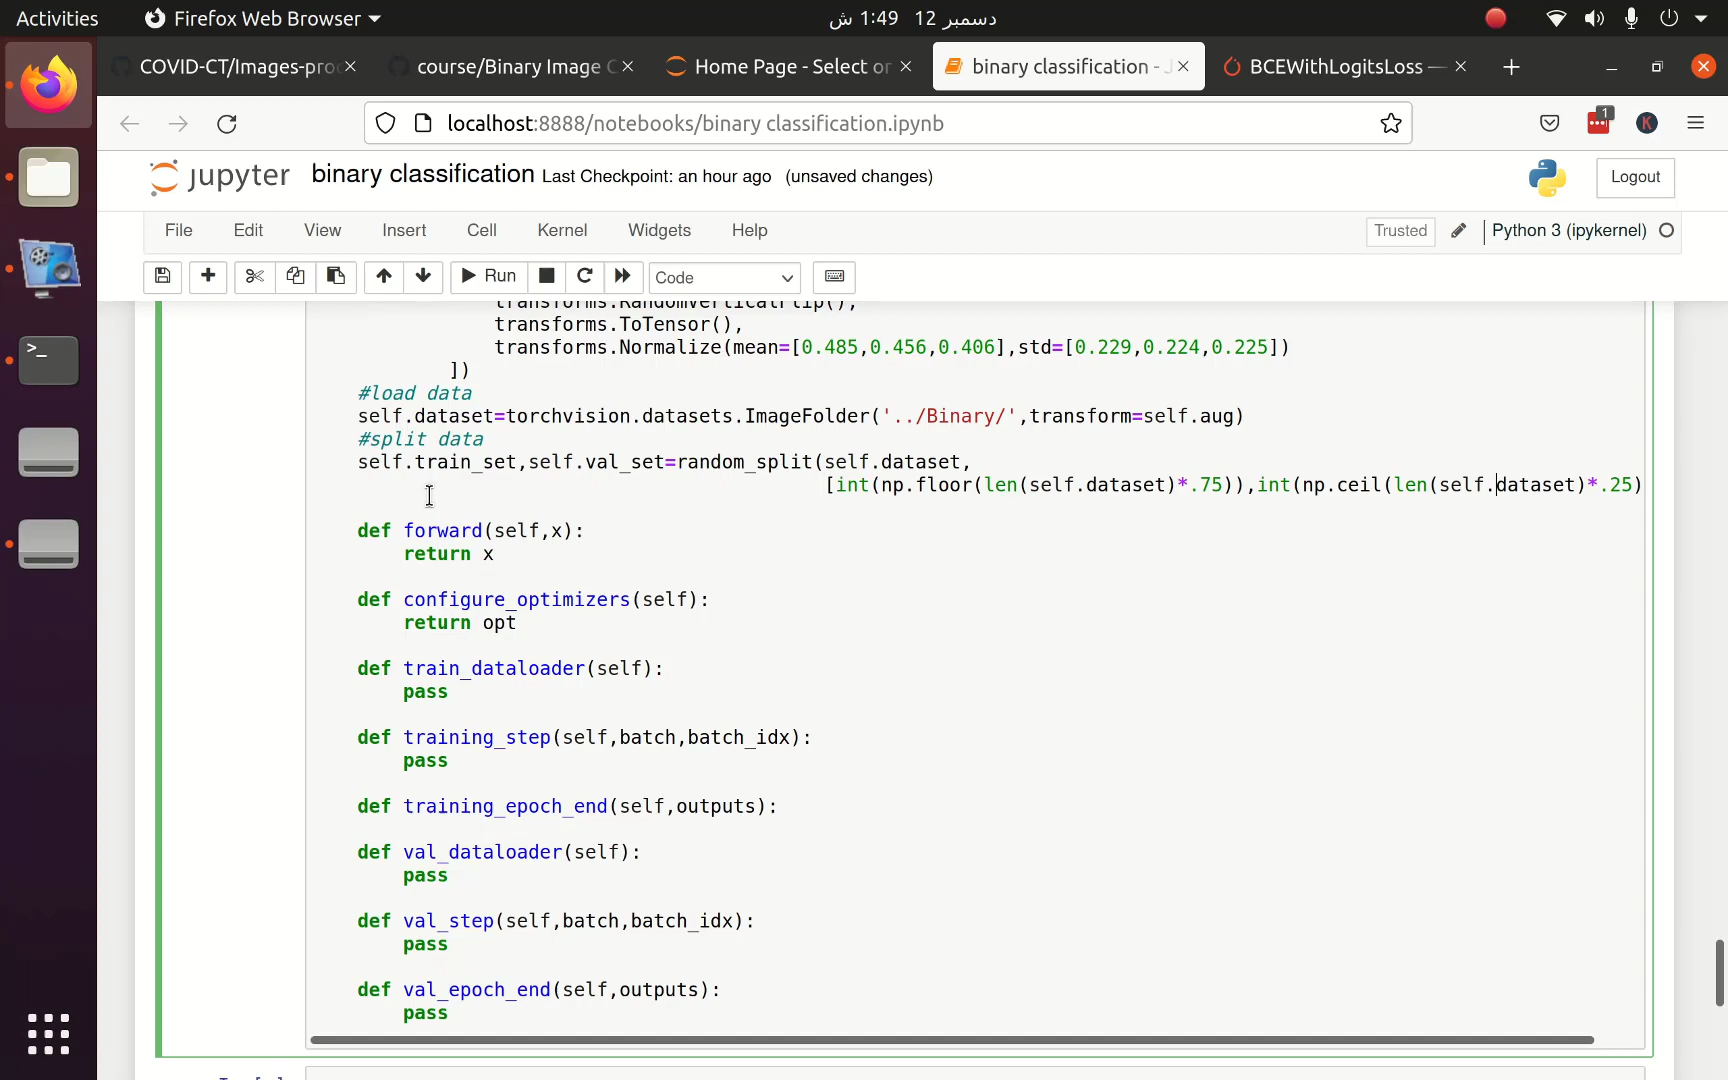 Activities
Firefox Web Browser
دسمبر 12 1:49 ش
COVID-CT/Images-pro
course/Binary Image C
Home Page - Select or
binary classification - J
BCEWithLogitsLoss —
localhost:8888/notebooks/binary classification.ipynb
1
K
jupyter
binary classification Last Checkpoint: an hour ago (unsaved changes)
Logout
File Edit View Insert Cell Kernel Widgets Help
Trusted
Python 3 (ipykernel)
Run
Code
transforms.RandomVerticalFlip(),
transforms.ToTensor(),
transforms.Normalize(mean=[0.485,0.456,0.406],std=[0.229,0.224,0.225])
])
#load data
self.dataset=torchvision.datasets.ImageFolder('../Binary/',transform=self.aug)
#split data
self.train_set,self.val_set=random_split(self.dataset,
[int(np.floor(len(self.dataset)*.75)),int(np.ceil(len(self.dataset)*.25)
def forward(self,x):
return x
def configure_optimizers(self):
return opt
def train_dataloader(self):
pass
def training_step(self,batch,batch_idx):
pass
def training_epoch_end(self,outputs):
def val_dataloader(self):
pass
def val_step(self,batch,batch_idx):
pass
def val_epoch_end(self,outputs):
pass